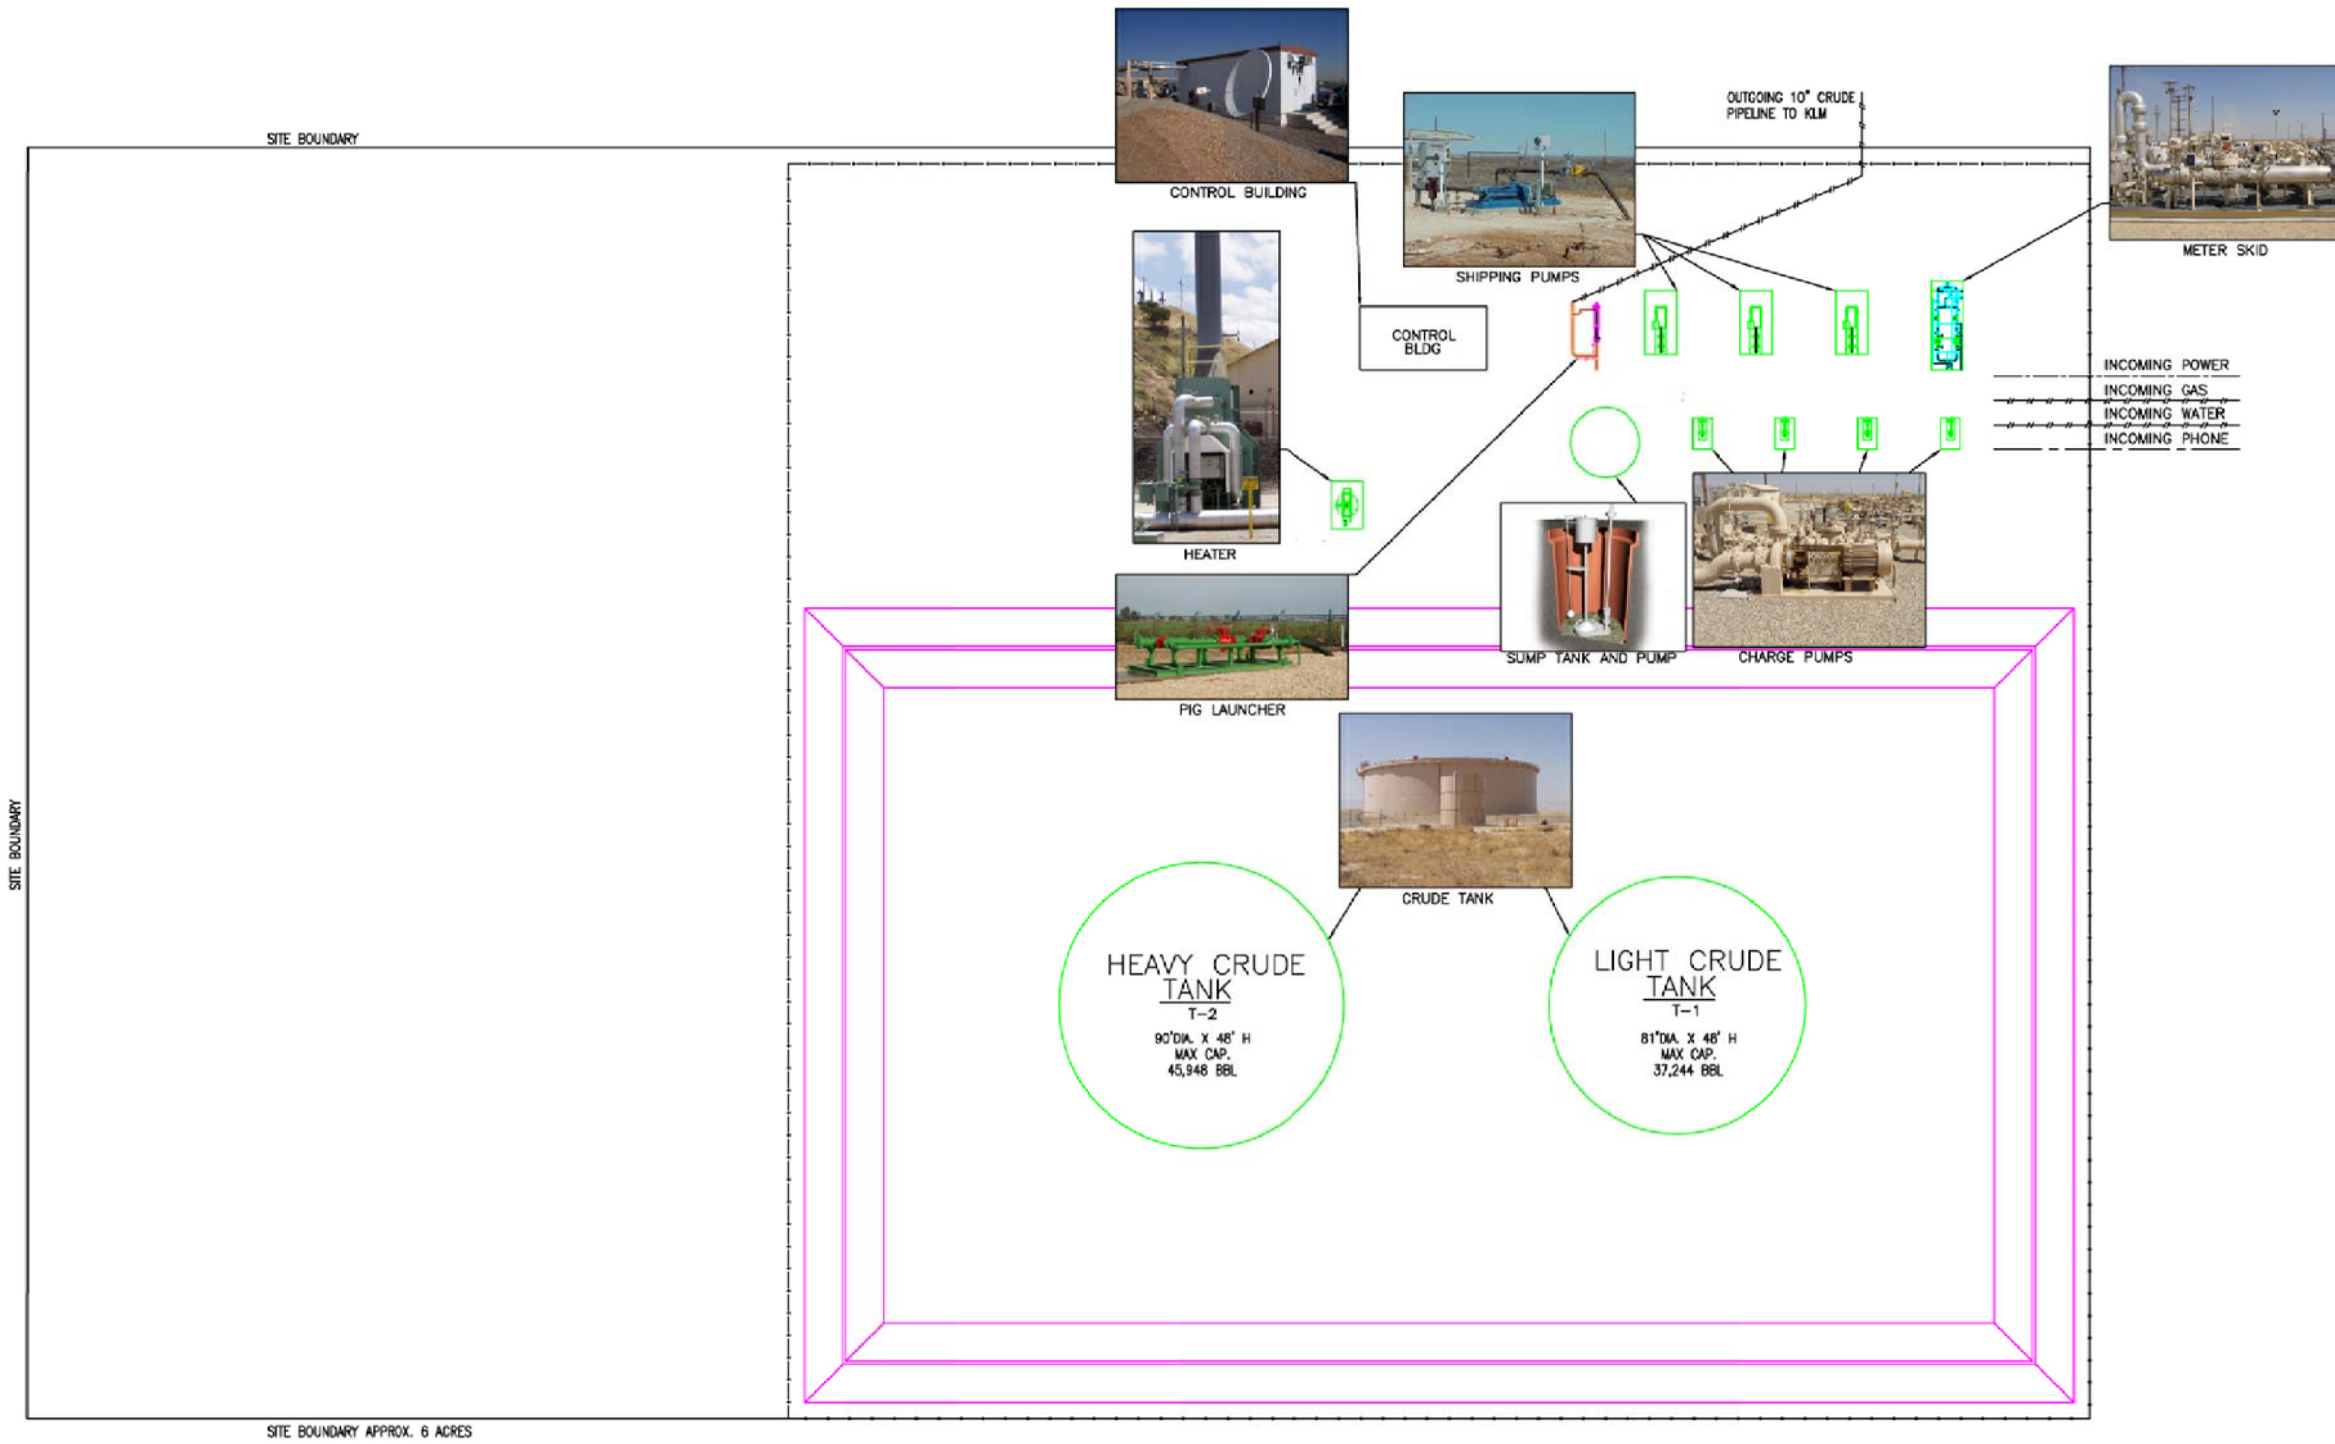 OUTGOING 10" CRUDE
PIPELINE TO KLM
SITE BOUNDARY
CONTROL BUILDING
SHIPPING PUMPS
METER SKID
CONTROL
BLDG
INCOMING POWER
INCOMING GAS
INCOMING WATER
INCOMING PHONE
HEATER
SUMP TANK AND PUMP
CHARGE PUMPS
PIG LAUNCHER
CRUDE TANK
SITE BOUNDARY
HEAVY CRUDE
TANK
T-2
90'DIA. X 48' H
MAX CAP.
45,948 BBL
LIGHT CRUDE
TANK
T-1
81'DIA. X 48' H
MAX CAP.
37,244 BBL
SITE BOUNDARY APPROX. 6 ACRES